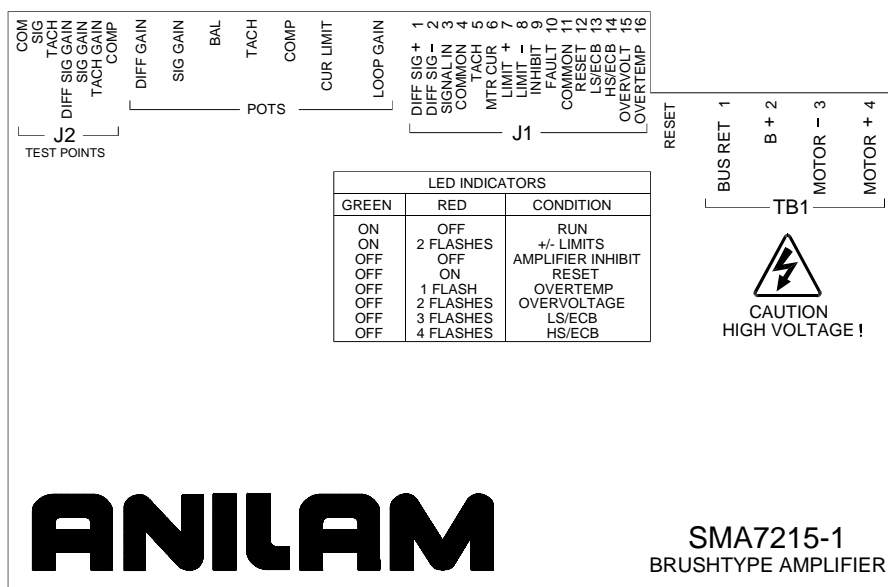 COM
SIG
TACH
DIFF SIG GAIN
SIG GAIN
TACH GAIN
COMP
J2
TEST POINTS
DIFF GAIN
SIG GAIN
BAL
TACH
COMP
CUR LIMIT
LOOP GAIN
POTS
DIFF SIG+ 1
DIFF SIG- 2
SIGNAL IN 3
COMMON 4
TACH 5
MTR CUR 6
LIMIT + 7
LIMIT - 8
INHIBIT 9
FAULT 10
COMMON 11
RESET 12
LS/ECB 13
HS/ECB 14
OVERVOLT 15
OVERTEMP 16
J1
RESET
BUS RET 1
B + 2
MOTOR - 3
MOTOR + 4
TB1
LED INDICATORS
GREEN RED CONDITION
ON OFF RUN
ON 2 FLASHES +/- LIMITS
OFF OFF AMPLIFIER INHIBIT
OFF ON RESET
OFF 1 FLASH OVERTEMP
OFF 2 FLASHES OVERVOLTAGE
OFF 3 FLASHES LS/ECB
OFF 4 FLASHES HS/ECB
CAUTION
HIGH VOLTAGE !
ANILAM
SMA7215-1
BRUSHTYPE AMPLIFIER